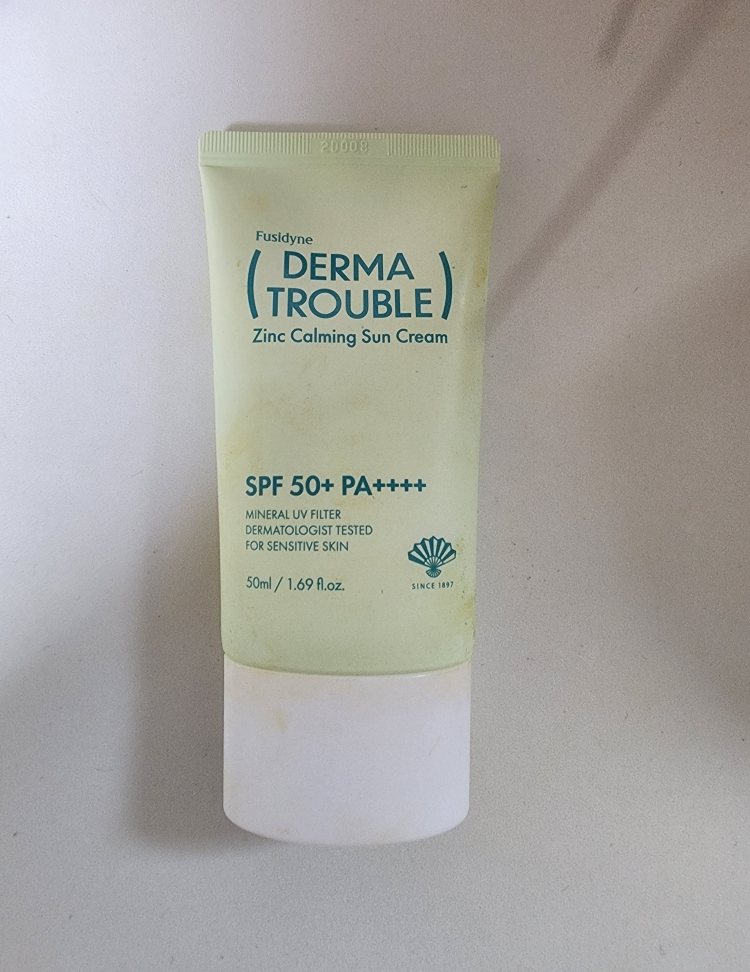 20008
Fusidyne
( DERMA
TROUBLE )
Zinc Calming Sun Cream
SPF 50+ PA++++
MINERAL UV FILTER
DERMATOLOGIST TESTED
FOR SENSITIVE SKIN
50ml / 1.69 fl.oz.
SINCE 1897